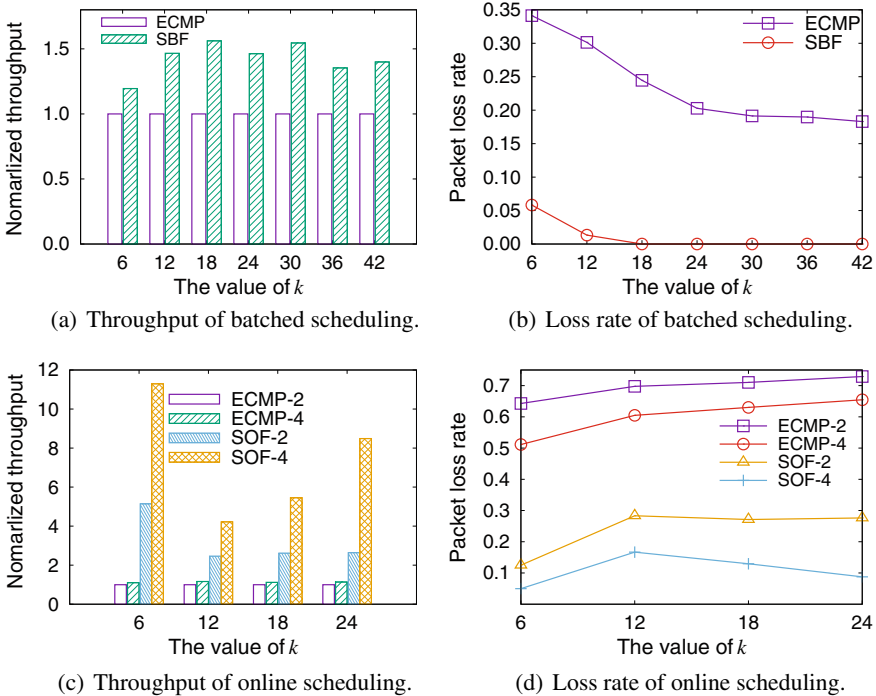 Nomarlized throughput
1.5
1.0
0.5
0.0
ECMP
SBF
6 12 18 24 30 36 42
The value of k
(a) Throughput of batched scheduling.
Packet loss rate
0.35
0.30
0.25
0.20
0.15
0.10
0.05
0.00
ECMP
SBF
6 12 18 24 30 36 42
The value of k
(b) Loss rate of batched scheduling.
Nomarlized throughput
12
10
8
6
4
2
0
ECMP-2
ECMP-4
SOF-2
SOF-4
6 12 18 24
The value of k
(c) Throughput of online scheduling.
Packet loss rate
0.7
0.6
0.5
0.4
0.3
0.2
0.1
ECMP-2
ECMP-4
SOF-2
SOF-4
6 12 18 24
The value of k
(d) Loss rate of online scheduling.